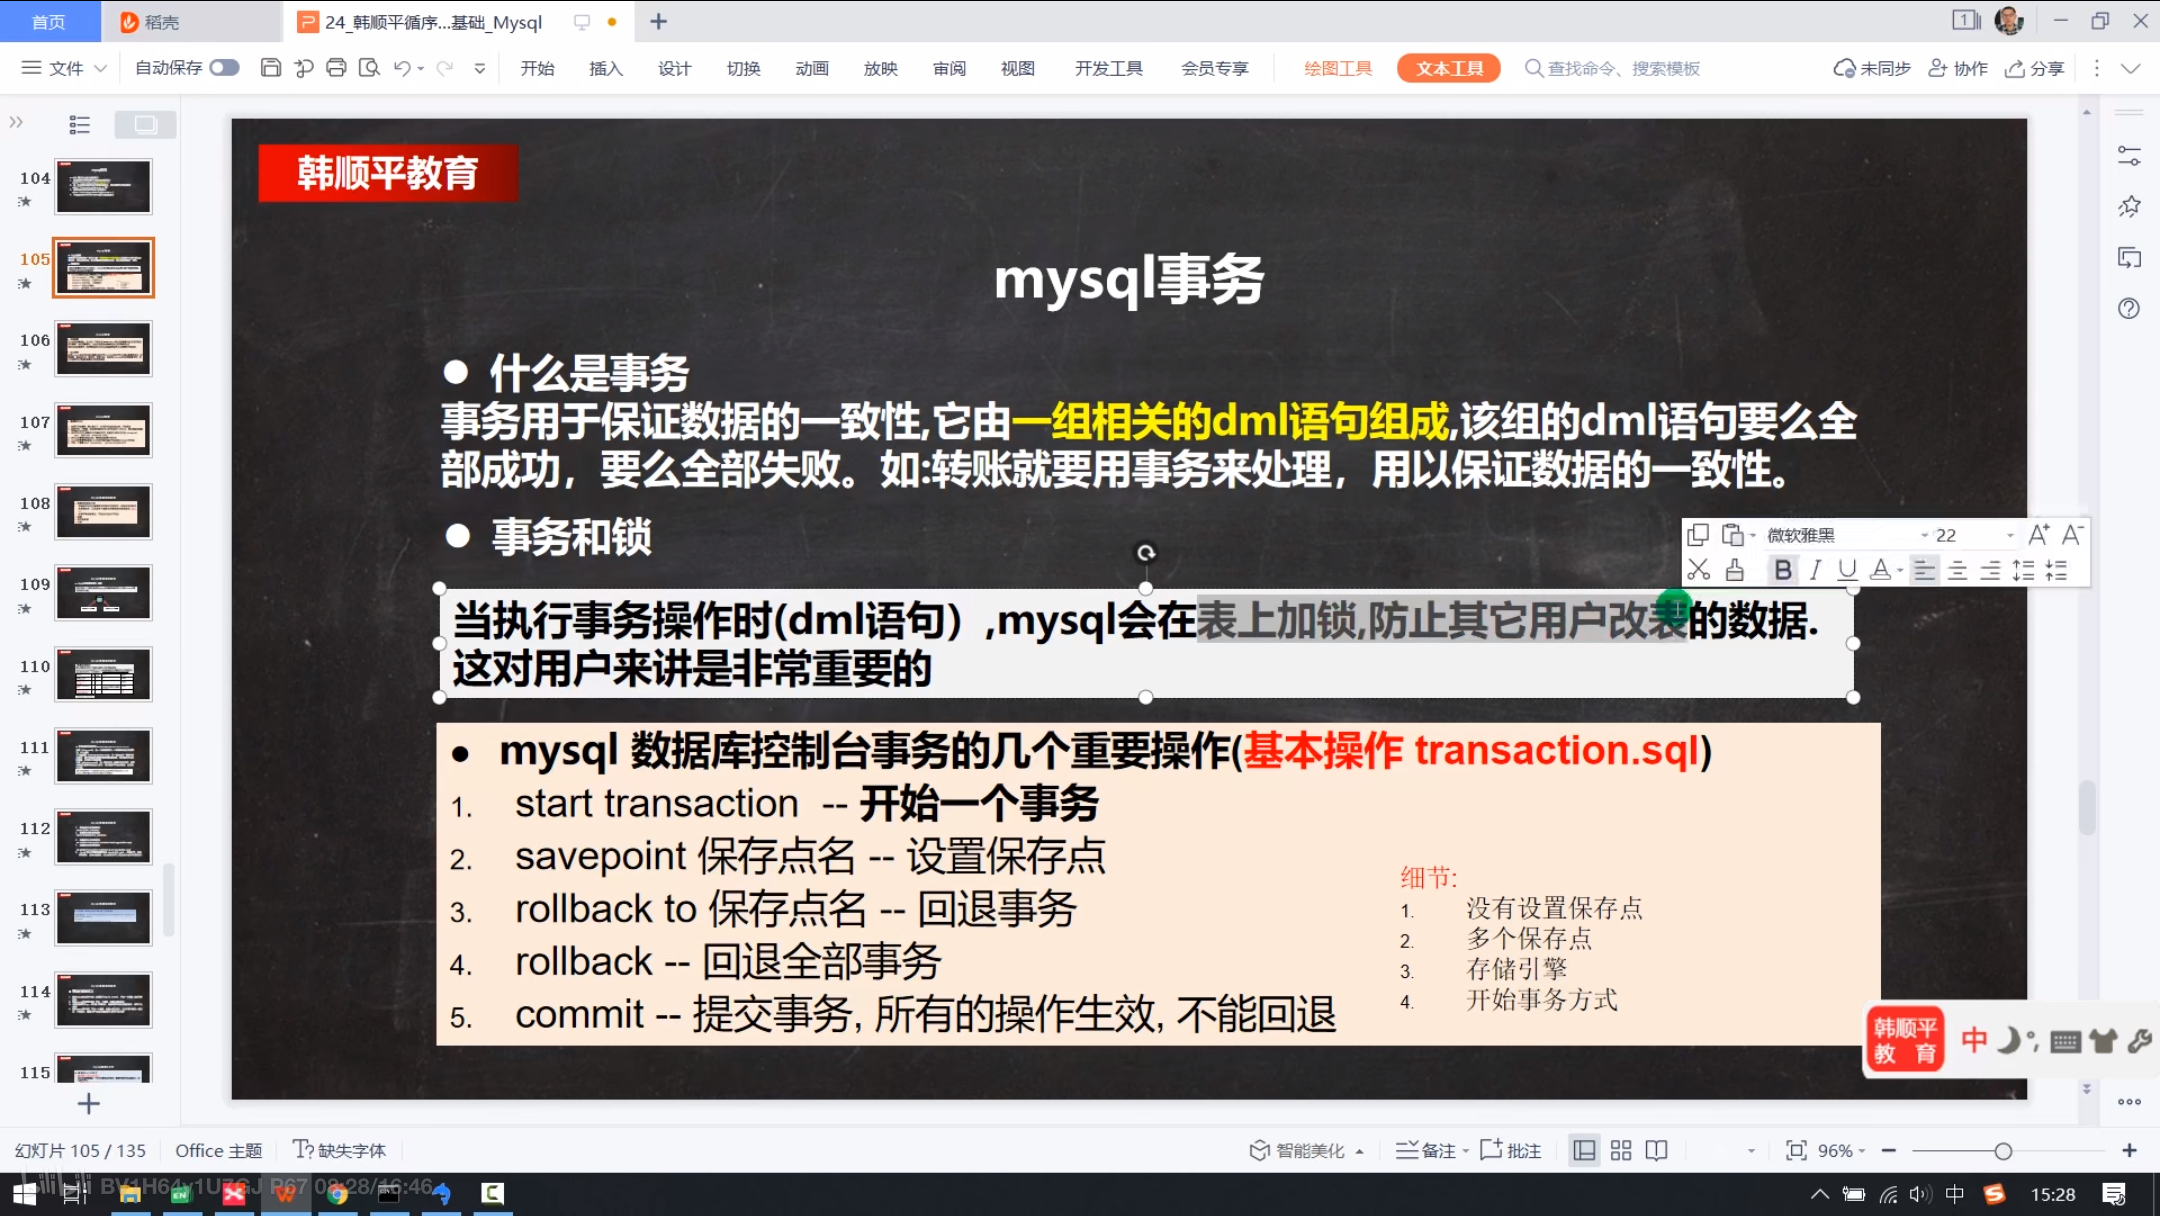 首页
稻壳
24_韩顺平循序...基础_Mysql
文件
自动保存
开始
插入
设计
切换
动画
放映
审阅
视图
开发工具
会员专享
绘图工具
文本工具
查找命令、搜索模板
未同步
协作
分享
104
105
106
107
108
109
110
111
112
113
114
115
韩顺平教育
mysql事务
● 什么是事务
事务用于保证数据的一致性,它由一组相关的dml语句组成,该组的dml语句要么全
部成功，要么全部失败。如:转账就要用事务来处理，用以保证数据的一致性。
● 事务和锁
微软雅黑 22
当执行事务操作时(dml语句）,mysql会在表上加锁,防止其它用户改表的数据.
这对用户来讲是非常重要的
● mysql 数据库控制台事务的几个重要操作(基本操作 transaction.sql)
1. start transaction -- 开始一个事务
2. savepoint 保存点名 -- 设置保存点
3. rollback to 保存点名 -- 回退事务
4. rollback -- 回退全部事务
5. commit -- 提交事务, 所有的操作生效, 不能回退
细节:
1. 没有设置保存点
2. 多个保存点
3. 存储引擎
4. 开始事务方式
韩顺平
教 育
中
幻灯片 105 / 135
Office 主题
缺失字体
智能美化
备注
批注
96%
P67 08:28/16:46
中
15:28